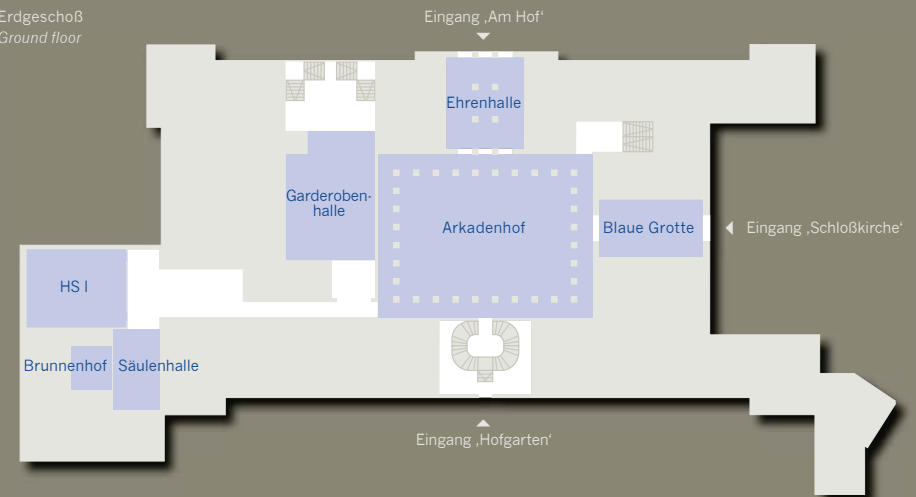 Erdgeschoß
Ground floor
Eingang ‚Am Hof‘
Ehrenhalle
Garderoben-
halle
Arkadenhof
Blaue Grotte
Eingang ‚Schloßkirche‘
HS I
Brunnenhof
Säulenhalle
Eingang ‚Hofgarten‘